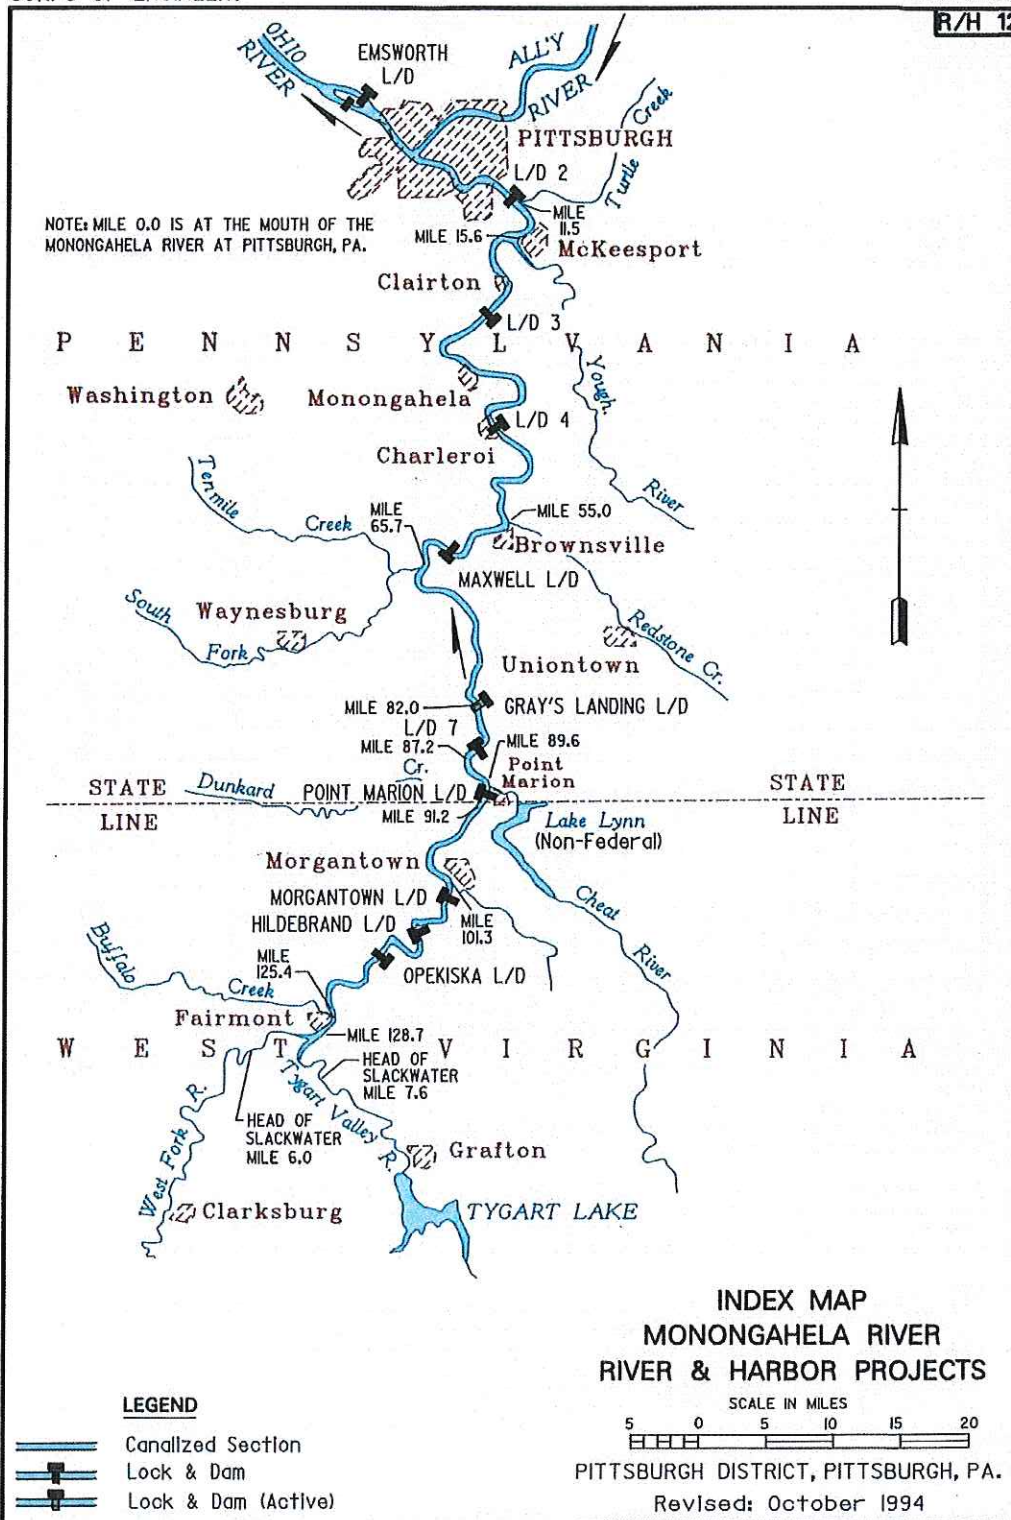 R/H 12
OHIO
RIVER
EMSWORTH
L/D
ALL'Y
RIVER
PITTSBURGH
Turtle Creek
L/D 2
MILE
11.5
NOTE: MILE 0.0 IS AT THE MOUTH OF THE
MONONGAHELA RIVER AT PITTSBURGH, PA.
MILE 15.6
McKeesport
Clairton
L/D 3
PENNSYLVANIA
Washington
Monongahela
Yough.
River
L/D 4
Charleroi
Tenmile
Creek
MILE
65.7
MILE 55.0
Brownsville
MAXWELL L/D
South
Fork
Waynesburg
Redstone Cr.
Uniontown
MILE 82.0
GRAY'S LANDING L/D
L/D 7
MILE 87.2
MILE 89.6
Point
Marion
Dunkard
Cr.
POINT MARION L/D
STATE
LINE
STATE
LINE
MILE 91.2
Lake Lynn
(Non-Federal)
Morgantown
MORGANTOWN L/D
HILDEBRAND L/D
MILE
101.3
Cheat
River
OPEKISKA L/D
Buffalo
Creek
MILE
125.4
Fairmont
MILE 128.7
WEST VIRGINIA
HEAD OF
SLACKWATER
MILE 7.6
Tygart Valley R.
HEAD OF
SLACKWATER
MILE 6.0
West Fork R.
Grafton
Clarksburg
TYGART LAKE
INDEX MAP
MONONGAHELA RIVER
RIVER & HARBOR PROJECTS
SCALE IN MILES
5 0 5 10 15 20
PITTSBURGH DISTRICT, PITTSBURGH, PA.
Revised: October 1994
LEGEND
Canalized Section
Lock & Dam
Lock & Dam (Active)